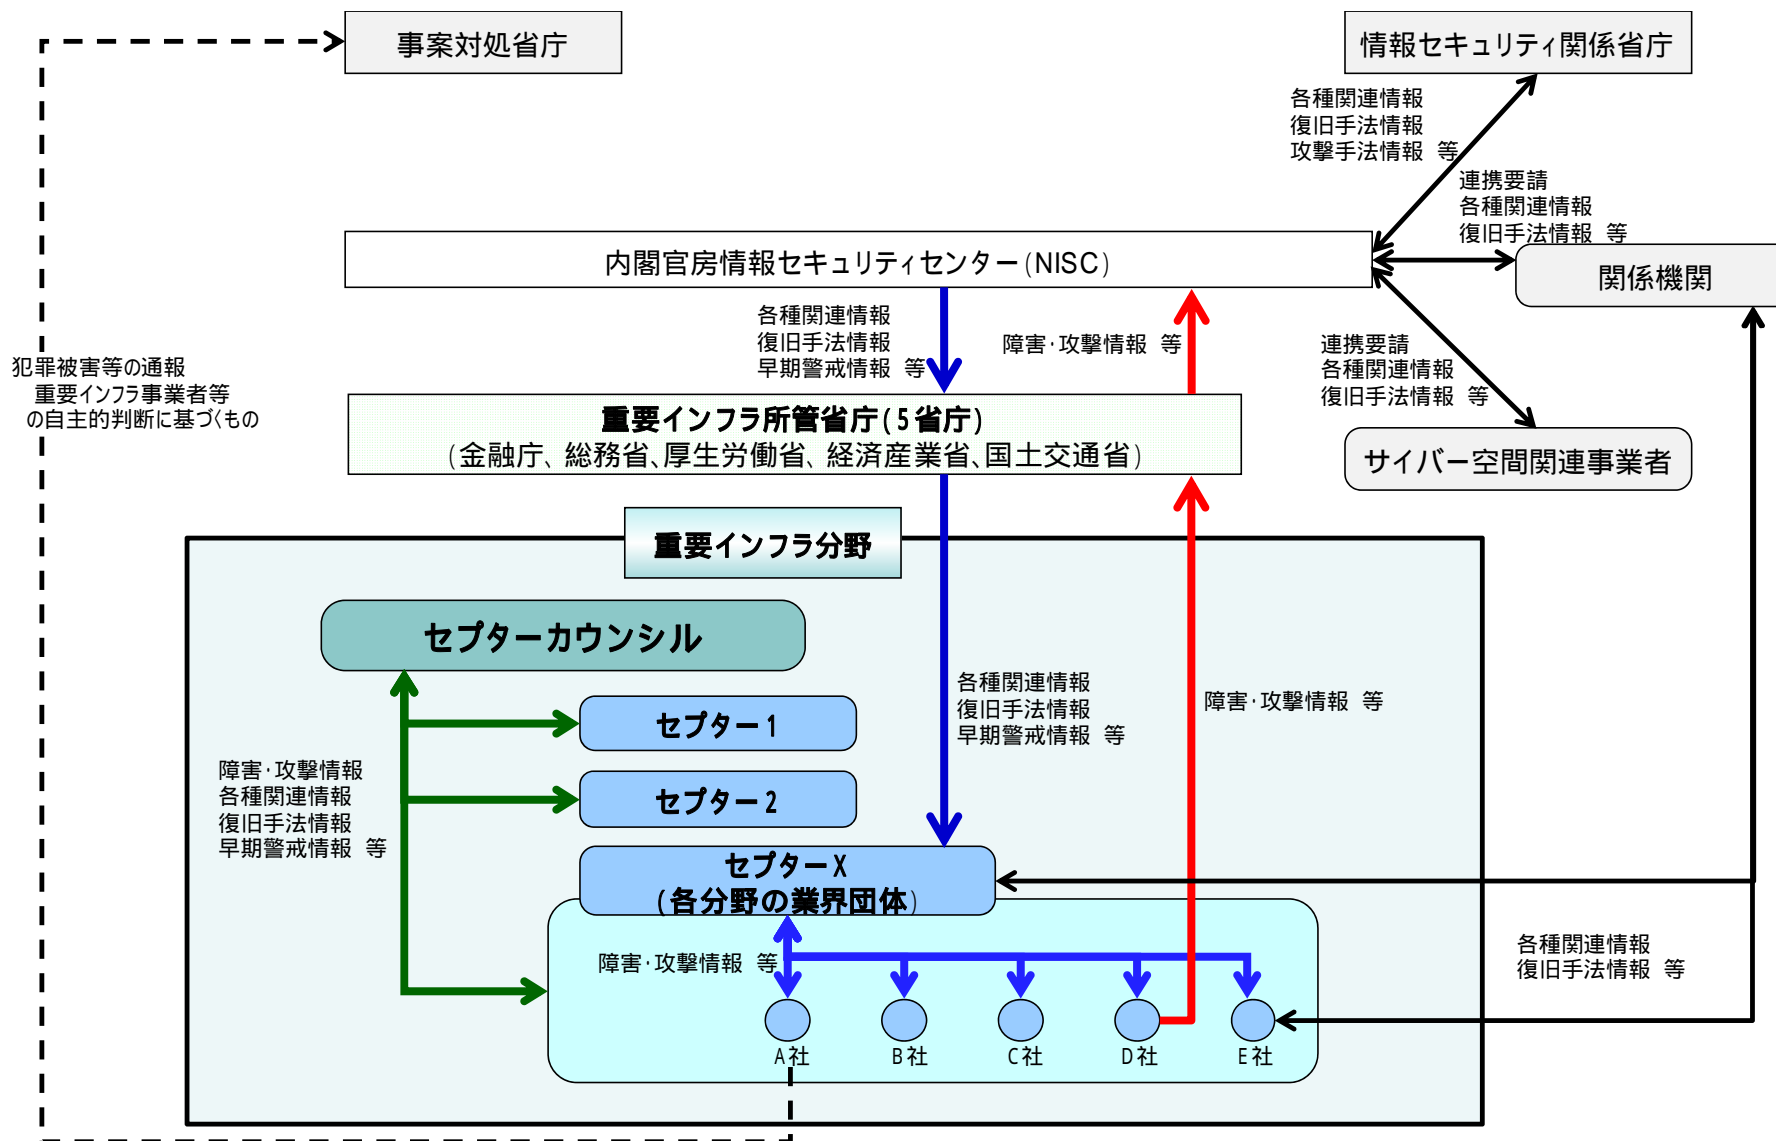 事案対処省庁
情報セキュリティ関係省庁
各種関連情報
復旧手法情報
攻撃手法情報 等
連携要請
各種関連情報
復旧手法情報 等
内閣官房情報セキュリティセンター(NISC)
関係機関
各種関連情報
復旧手法情報
早期警戒情報 等
障害・攻撃情報 等
連携要請
各種関連情報
復旧手法情報 等
犯罪被害等の通報
重要インフラ事業者等
の自主的判断に基づくもの
重要インフラ所管省庁(5省庁)
(金融庁、総務省、厚生労働省、経済産業省、国土交通省)
サイバー空間関連事業者
重要インフラ分野
セプターカウンシル
各種関連情報
復旧手法情報
早期警戒情報 等
障害・攻撃情報 等
セプター1
セプター2
障害・攻撃情報
各種関連情報
復旧手法情報
早期警戒情報 等
セプターX
(各分野の業界団体)
障害・攻撃情報 等
各種関連情報
復旧手法情報 等
A社
B社
C社
D社
E社